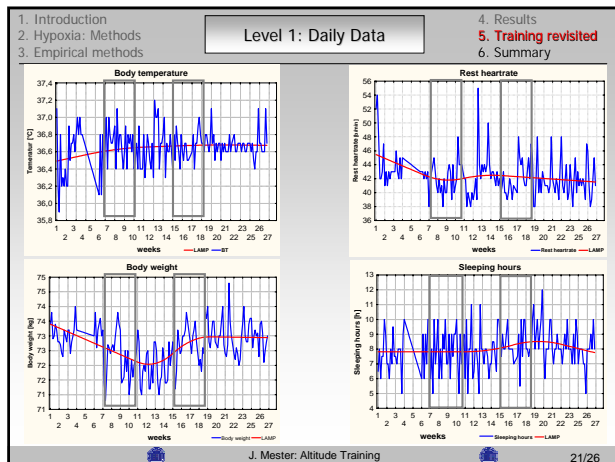 1. Introduction
2. Hypoxia: Methods
3. Empirical methods
Level 1: Daily Data
4. Results
5. Training revisited
6. Summary
Body temperature
37,4
37,2
37,0
36,8
36,6
36,4
36,2
36,0
35,8
1 3 5 7 9 11 13 15 17 19 21 23 25 27
2 4 6 8 10 12 14 16 18 20 22 24 26
weeks
LAMP BT
Rest heartrate
Rest heartrate [b/min]
56
54
52
50
48
46
44
42
40
38
36
1 3 5 7 9 11 13 15 17 19 21 23 25 27
2 4 6 8 10 12 14 16 18 20 22 24 26
weeks
Rest heartrate LAMP
Body weight
Body weight [kg]
75
74
73
73
72
72
71
1 3 5 7 9 11 13 15 17 19 21 23 25 27
2 4 6 8 10 12 14 16 18 20 22 24 26
weeks
Body weight LAMP
Sleeping hours
Sleeping hours [h]
13
12
11
10
9
8
7
6
5
4
1 3 5 7 9 11 13 15 17 19 21 23 25 27
2 4 6 8 10 12 14 16 18 20 22 24 26
weeks
Sleeping hours LAMP
J. Mester: Altitude Training
21/26